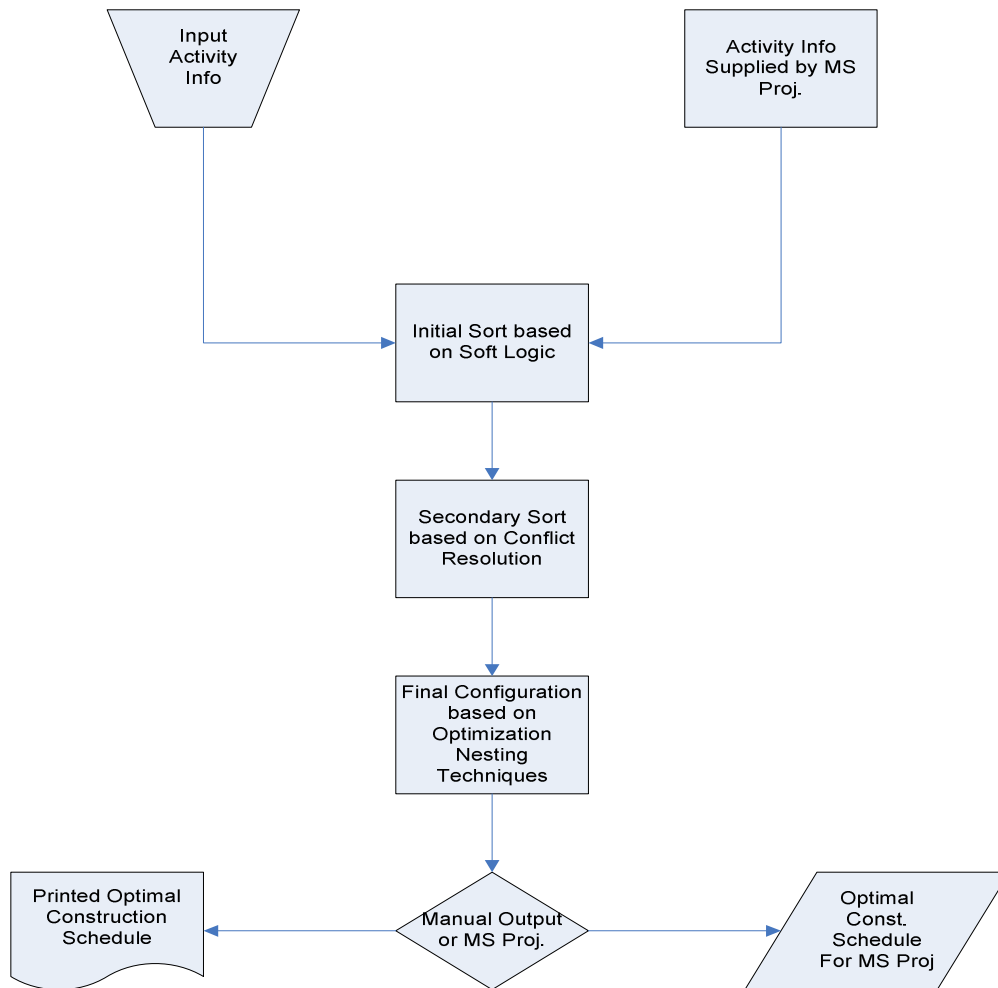 Input
Activity
Info
Activity Info
Supplied by MS
Proj.
Initial Sort based
on Soft Logic
Secondary Sort
based on Conflict
Resolution
Final Configuration
based on
Optimization
Nesting
Techniques
Manual Output
or MS Proj.
Printed Optimal
Construction
Schedule
Optimal
Const.
Schedule
For MS Proj